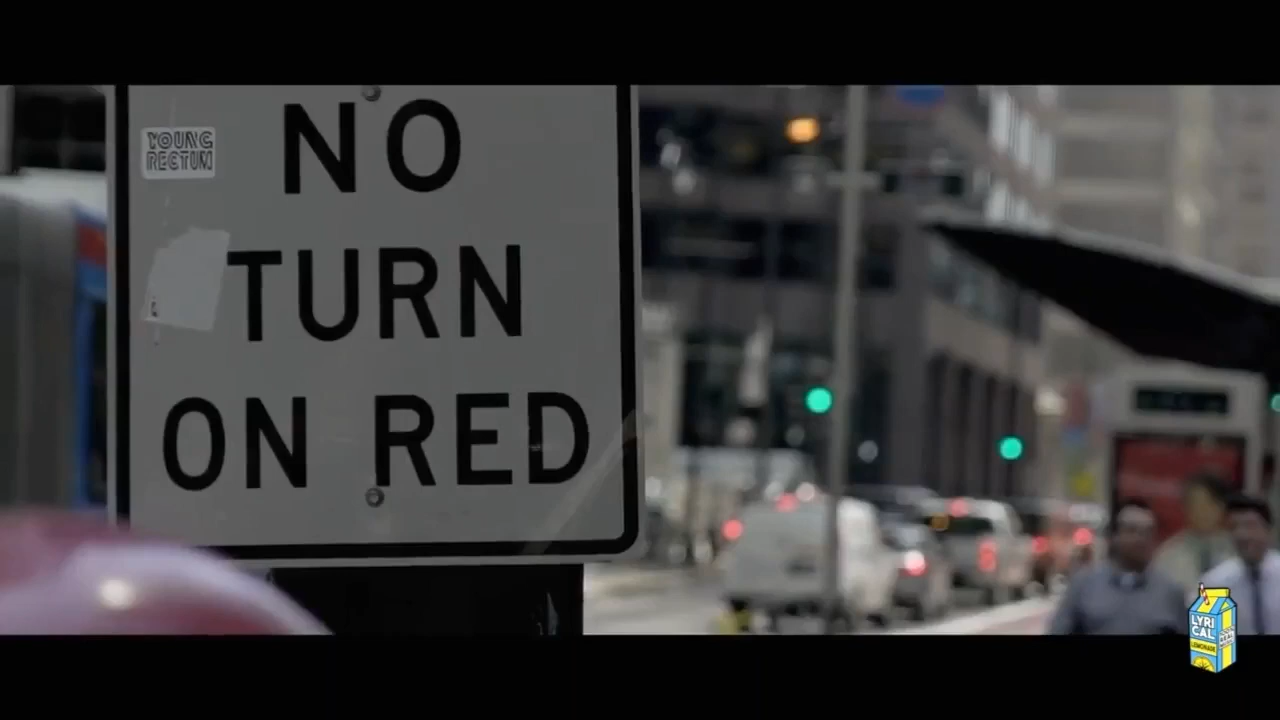 YOUNG
RECTUM
NO
TURN
ON RED
LYRI
CAL
LEMONADE